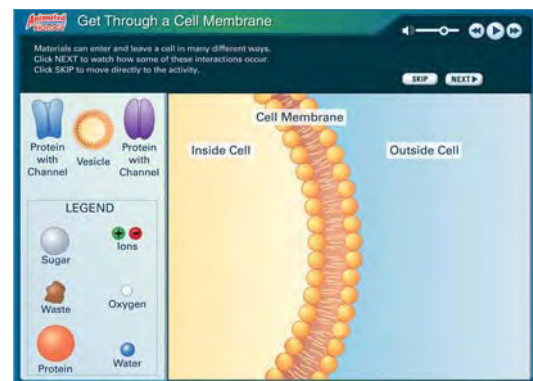 Animated Biology
Get Through a Cell Membrane
Materials can enter and leave a cell in many different ways.
Click NEXT to watch how some of these interactions occur.
Click SKIP to move directly to the activity.
SKIP
NEXT
Protein with Channel
Vesicle
Protein with Channel
LEGEND
Sugar
Ions
Waste
Oxygen
Protein
Water
Cell Membrane
Inside Cell
Outside Cell